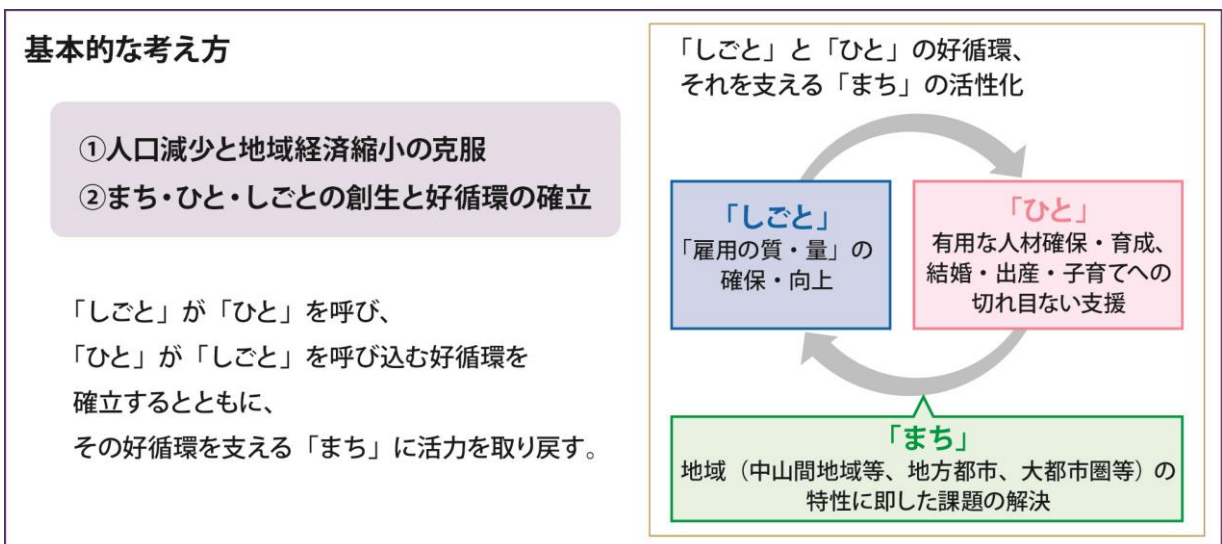 基本的な考え方
①人口減少と地域経済縮小の克服
②まち・ひと・しごとの創生と好循環の確立
「しごと」が「ひと」を呼び、
「ひと」が「しごと」を呼び込む好循環を
確立するとともに、
その好循環を支える「まち」に活力を取り戻す。
「しごと」と「ひと」の好循環、
それを支える「まち」の活性化
「しごと」
「雇用の質・量」の
確保・向上
「ひと」
有用な人材確保・育成、
結婚・出産・子育てへの
切れ目ない支援
「まち」
地域（中山間地域等、地方都市、大都市圏等）の
特性に即した課題の解決